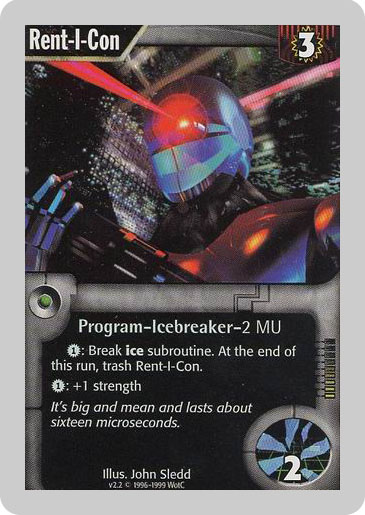 Rent-I-Con
3
Program-Icebreaker-2 MU
1: Break ice subroutine. At the end of
this run, trash Rent-I-Con.
1: +1 strength
It's big and mean and lasts about
sixteen microseconds.
2
Illus. John Sledd
v2.2 © 1996-1999 WotC